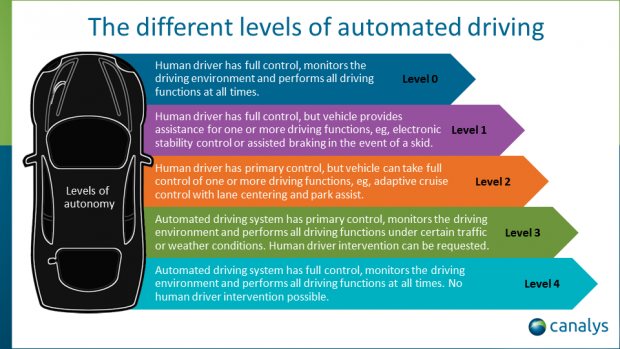 The different levels of automated driving
Human driver has full control, monitors the
driving environment and performs all driving
functions at all times.
Level 0
Human driver has full control, but vehicle provides
assistance for one or more driving functions, eg, electronic
stability control or assisted braking in the event of a skid.
Level 1
Human driver has primary control, but vehicle can take full
control of one or more driving functions, eg, adaptive cruise
control with lane centering and park assist.
Level 2
Levels of
autonomy
Automated driving system has primary control, monitors the driving
environment and performs all driving functions under certain traffic
or weather conditions. Human driver intervention can be requested.
Level 3
Automated driving system has full control, monitors the driving
environment and performs all driving functions at all times. No
human driver intervention possible.
Level 4
canalys